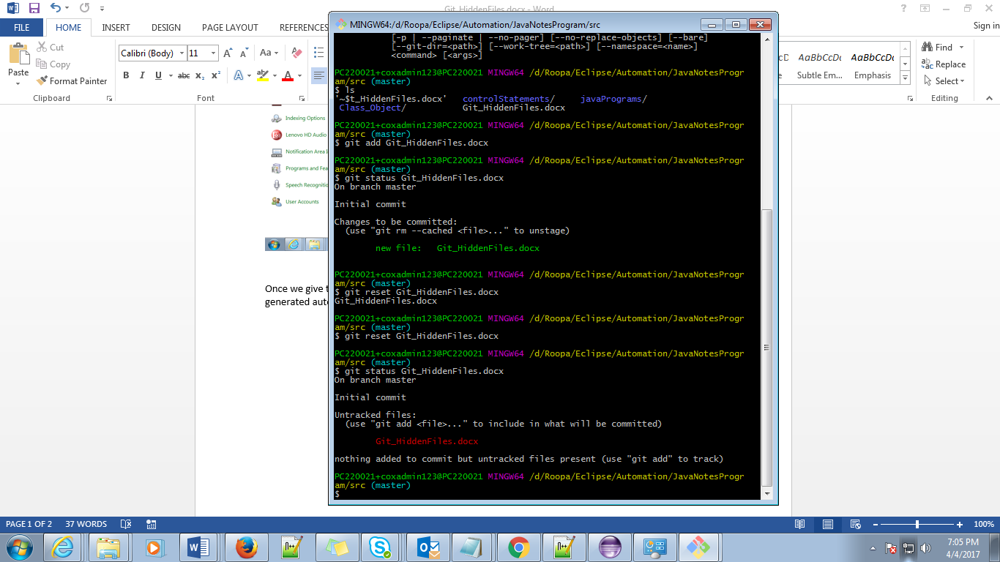 Git_HiddenFiles.docx - Word
FILE
HOME
INSERT
DESIGN
PAGE LAYOUT
REFERENCES
Sign in
Paste
Cut
Copy
Format Painter
Clipboard
Calibri (Body)
11
Aa
B I U abc x₂ x²
A
ab
A
Font
AaBbCcDc
AaBbCcDc
Subtle Em...
Emphasis
Find
Replace
Select
Editing
Indexing Options
Lenovo HD Audio
Notification Area I
Programs and Fea
Speech Recognitio
User Accounts
Once we give t
generated auto
MINGW64:/d/Roopa/Eclipse/Automation/JavaNotesProgram/src
[-p | --paginate | --no-pager] [--no-replace-objects] [--bare]
[--git-dir=<path>] [--work-tree=<path>] [--namespace=<name>]
<command> [<args>]
PC220021+coxadmin123@PC220021 MINGW64 /d/Roopa/Eclipse/Automation/JavaNotesProgr
am/src (master)
$ ls
'~$t_HiddenFiles.docx' controlStatements/ javaPrograms/
Class_Object/ Git_HiddenFiles.docx
PC220021+coxadmin123@PC220021 MINGW64 /d/Roopa/Eclipse/Automation/JavaNotesProgr
am/src (master)
$ git add Git_HiddenFiles.docx
PC220021+coxadmin123@PC220021 MINGW64 /d/Roopa/Eclipse/Automation/JavaNotesProgr
am/src (master)
$ git status Git_HiddenFiles.docx
On branch master
Initial commit
Changes to be committed:
(use "git rm --cached <file>..." to unstage)
new file: Git_HiddenFiles.docx
PC220021+coxadmin123@PC220021 MINGW64 /d/Roopa/Eclipse/Automation/JavaNotesProgr
am/src (master)
$ git reset Git_HiddenFiles.docx
Git_HiddenFiles.docx
PC220021+coxadmin123@PC220021 MINGW64 /d/Roopa/Eclipse/Automation/JavaNotesProgr
am/src (master)
$ git reset Git_HiddenFiles.docx
PC220021+coxadmin123@PC220021 MINGW64 /d/Roopa/Eclipse/Automation/JavaNotesProgr
am/src (master)
$ git status Git_HiddenFiles.docx
On branch master
Initial commit
Untracked files:
(use "git add <file>..." to include in what will be committed)
Git_HiddenFiles.docx
nothing added to commit but untracked files present (use "git add" to track)
PC220021+coxadmin123@PC220021 MINGW64 /d/Roopa/Eclipse/Automation/JavaNotesProgr
am/src (master)
$
PAGE 1 OF 2
37 WORDS
100%
7:05 PM
4/4/2017